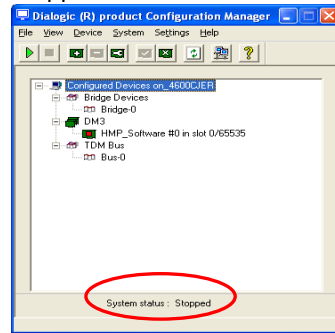 Dialogic (R) product Configuration Manager
File View Device System Settings Help
Configured Devices on_4600CJER
Bridge Devices
Bridge-0
DM3
HMP_Software #0 in slot 0/65535
TDM Bus
Bus-0
System status : Stopped